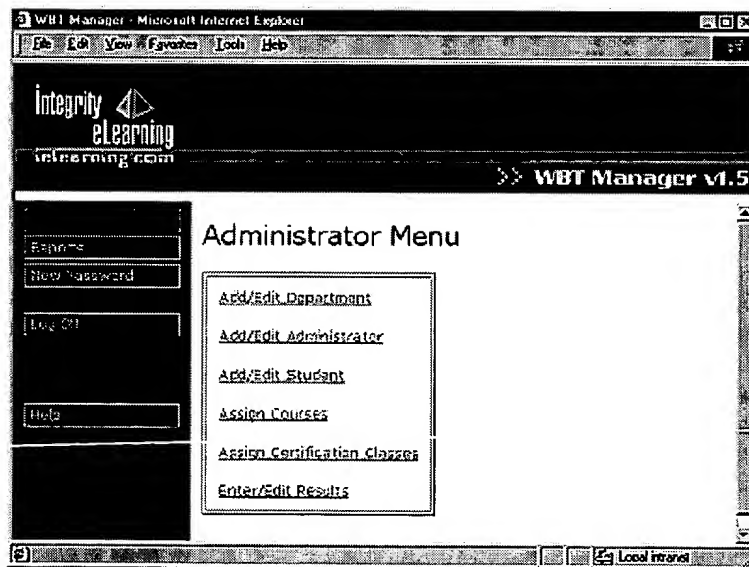 WBT Manager - Microsoft Internet Explorer
File Edit View Favorites Tools Help
integrity
eLearning
ielearning.com
>> WBT Manager v1.5
Reports
New Password
Log Off
Help
Administrator Menu
Add/Edit Department
Add/Edit Administrator
Add/Edit Student
Assign Courses
Assign Certification Classes
Enter/Edit Results
Local intranet